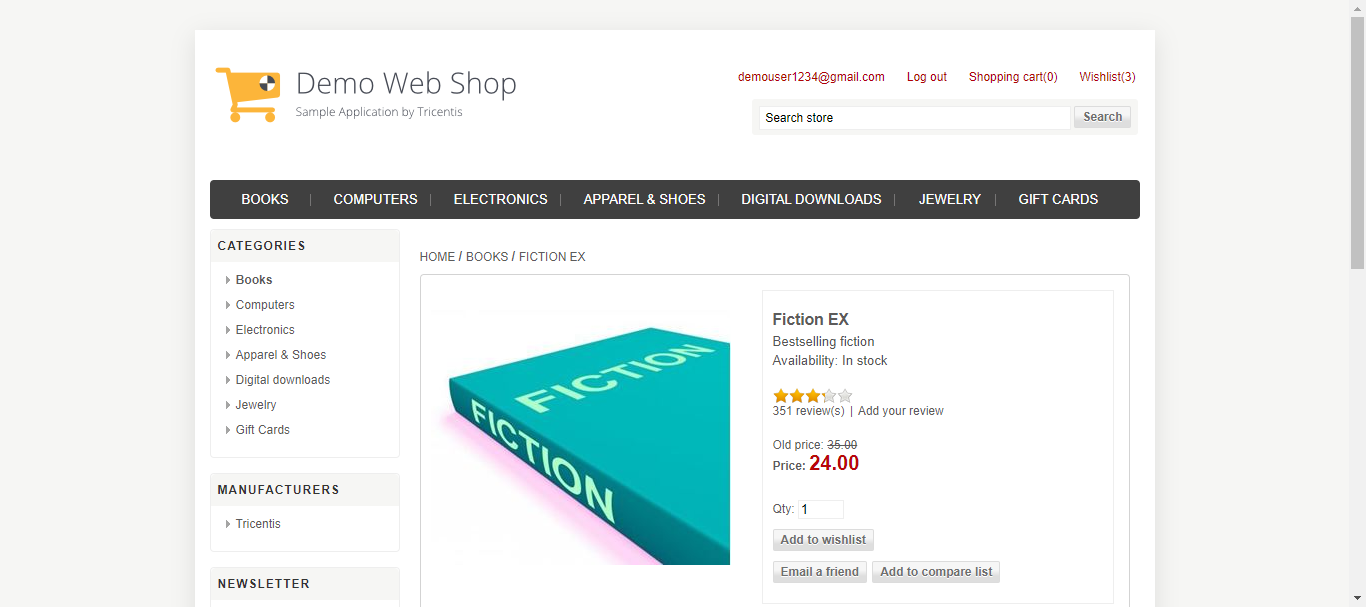 Demo Web Shop
Sample Application by Tricentis
demouser1234@gmail.com Log out Shopping cart(0) Wishlist(3)
Search store Search
BOOKS | COMPUTERS | ELECTRONICS | APPAREL & SHOES | DIGITAL DOWNLOADS | JEWELRY | GIFT CARDS
CATEGORIES
Books
Computers
Electronics
Apparel & Shoes
Digital downloads
Jewelry
Gift Cards
MANUFACTURERS
Tricentis
NEWSLETTER
HOME / BOOKS / FICTION EX
FICTION
FICTION
Fiction EX
Bestselling fiction
Availability: In stock
351 review(s) | Add your review
Old price: 35.00
Price: 24.00
Qty: 1
Add to wishlist
Email a friend Add to compare list